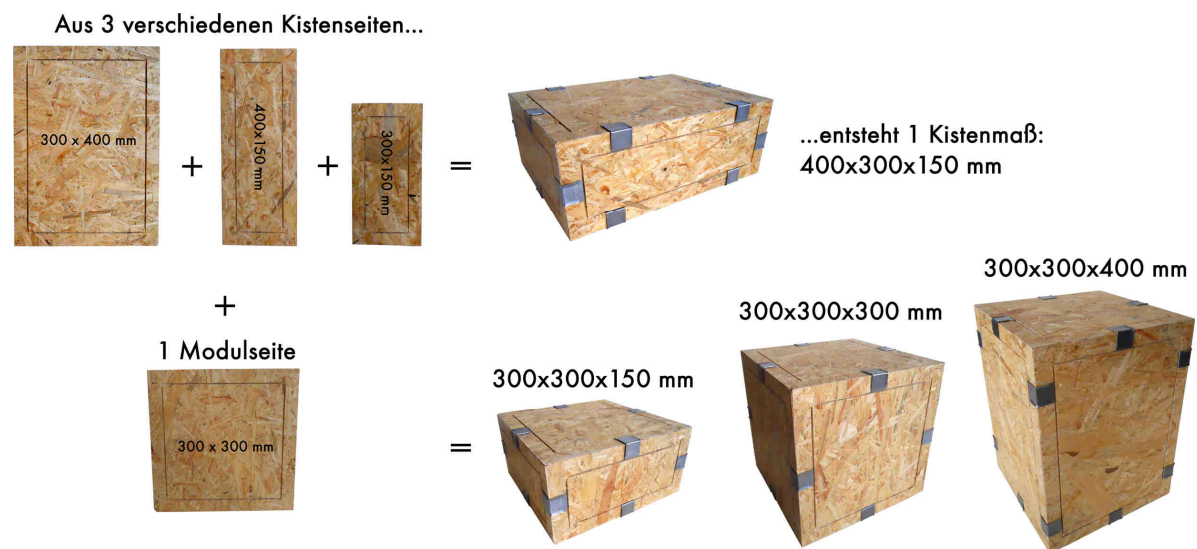 Aus 3 verschiedenen Kistenseiten...
300 x 400 mm
+
400x150 mm
+
300x150 mm
=
...entsteht 1 Kistenmaß:
400x300x150 mm
+
1 Modulseite
300 x 300 mm
=
300x300x150 mm
300x300x300 mm
300x300x400 mm